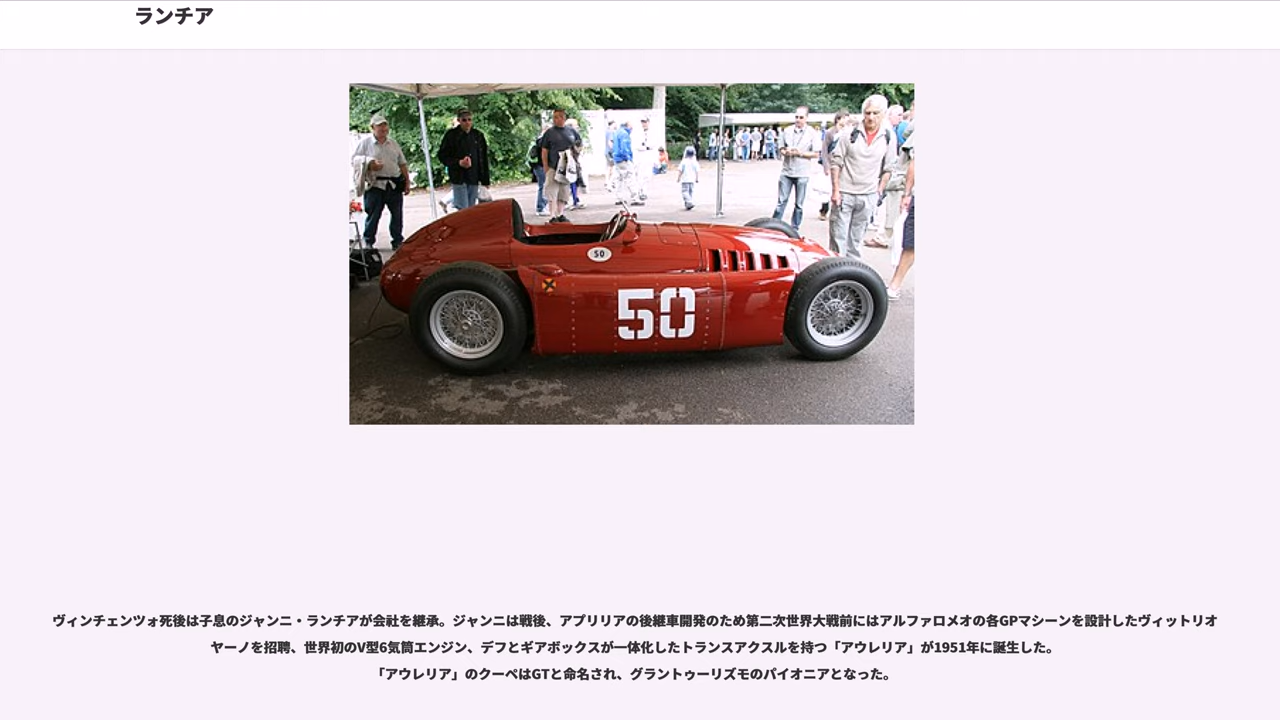 ランチア
50
50
ヴィンチェンツォ死後は子息のジャンニ・ランチアが会社を継承。ジャンニは戦後、アプリリアの後継車開発のため第二次世界大戦前にはアルファロメオの各GPマシーンを設計したヴィットリオ
ヤーノを招聘、世界初のV型6気筒エンジン、デフとギアボックスが一体化したトランスアクスルを持つ「アウレリア」が1951年に誕生した。
「アウレリア」のクーペはGTと命名され、グラントゥーリズモのパイオニアとなった。